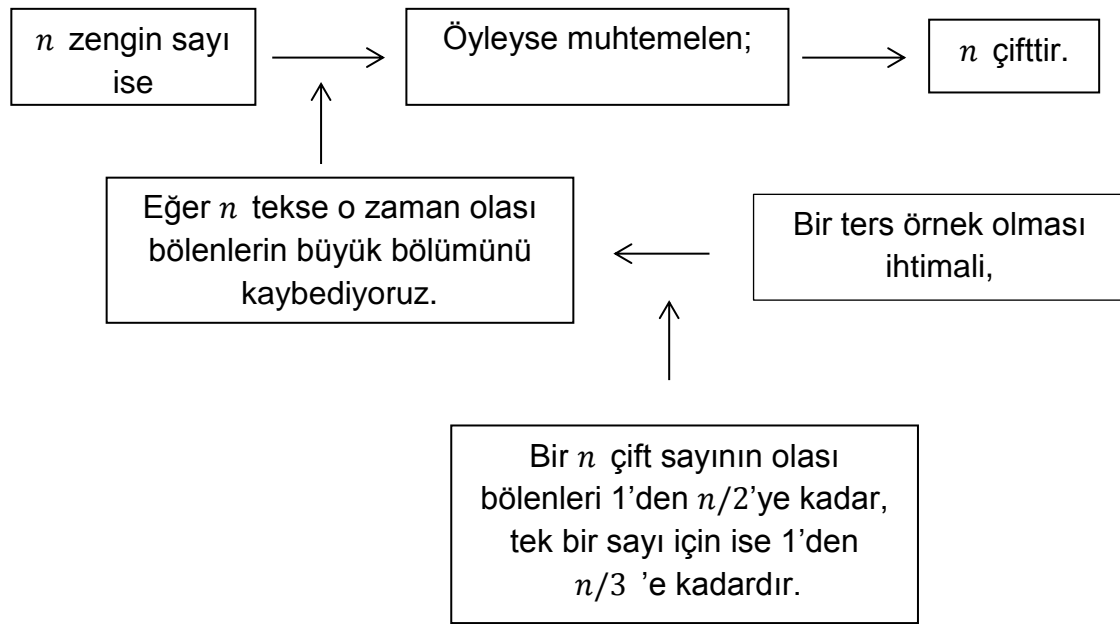 n zengin sayı
ise
Öyleyse muhtemelen;
n çifttir.
Eğer n tekse o zaman olası
bölenlerin büyük bölümünü
kaybediyoruz.
Bir ters örnek olması
ihtimali,
Bir n çift sayının olası
bölenleri 1’den n/2’ye kadar,
tek bir sayı için ise 1’den
n/3 ’e kadardır.